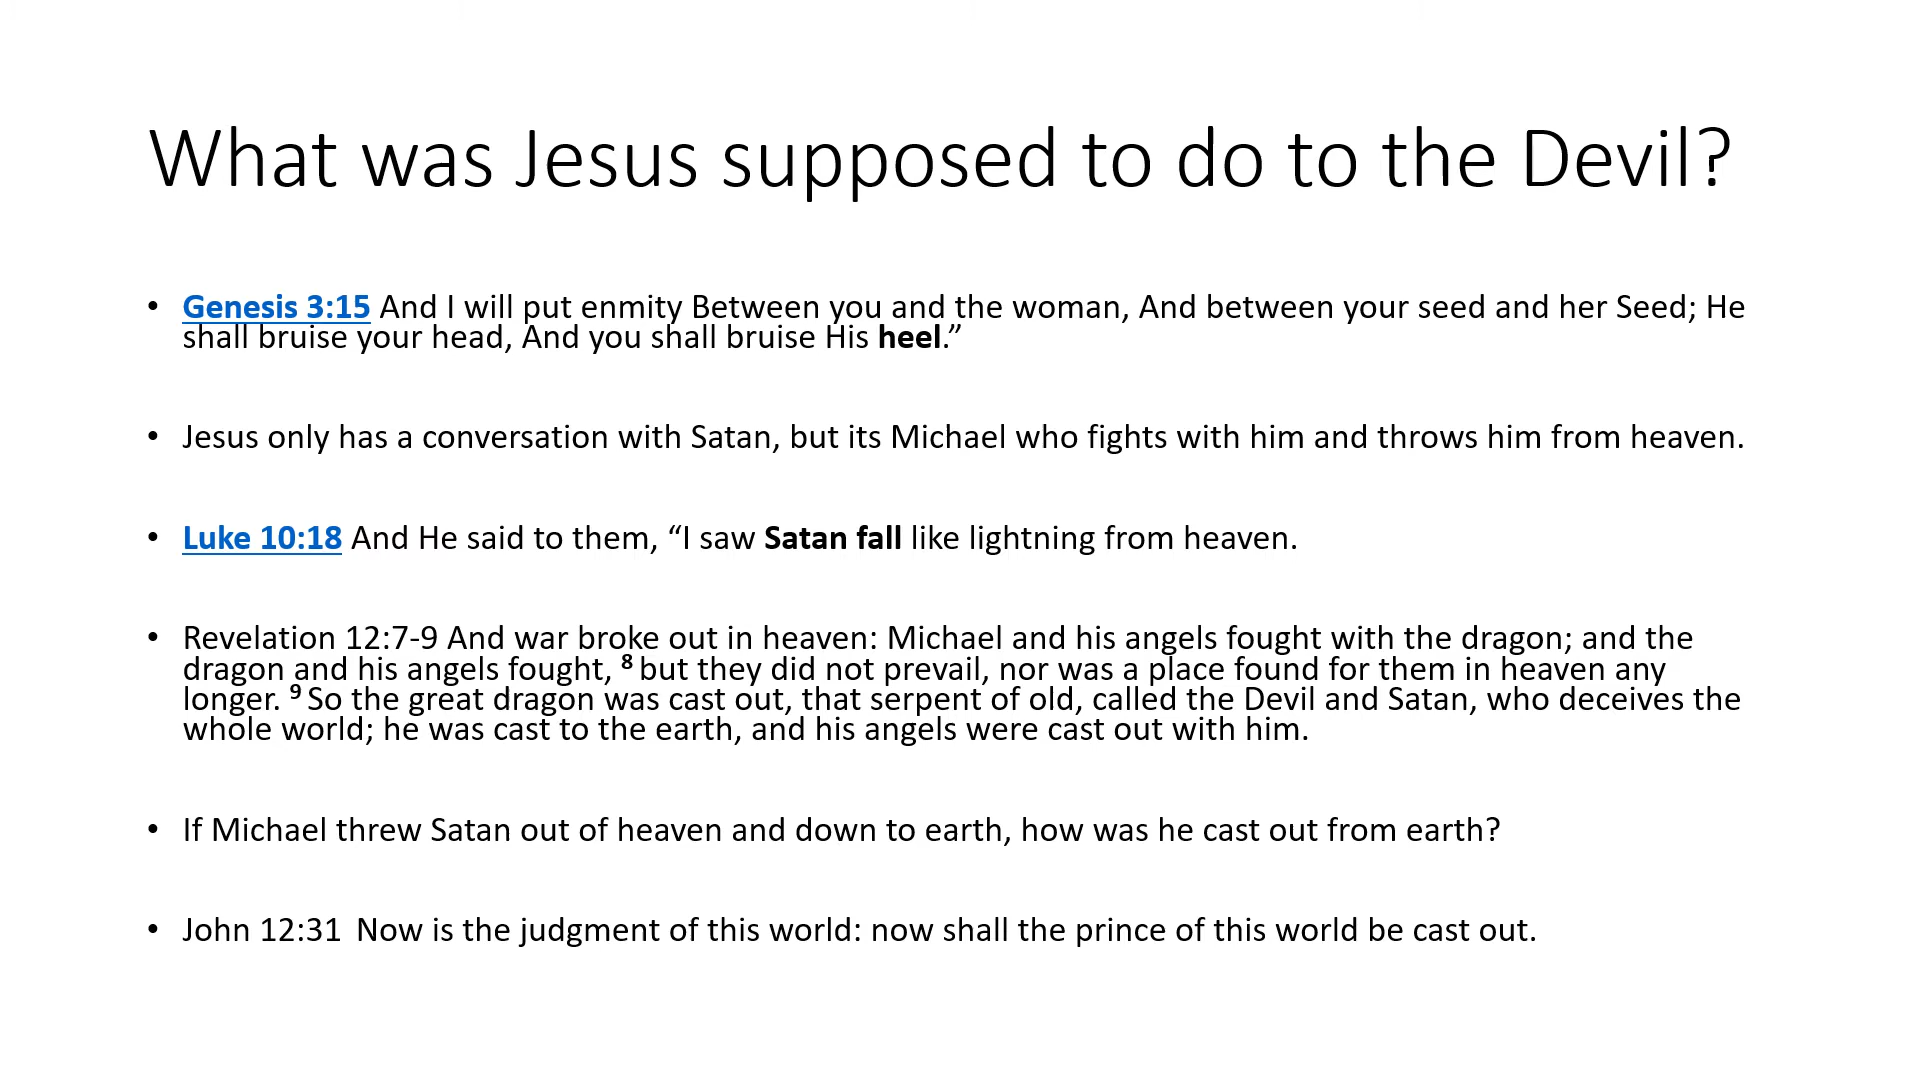 What was Jesus supposed to do to the Devil?
• Genesis 3:15 And I will put enmity Between you and the woman, And between your seed and her Seed; He
shall bruise your head, And you shall bruise His heel.”
• Jesus only has a conversation with Satan, but its Michael who fights with him and throws him from heaven.
• Luke 10:18 And He said to them, “I saw Satan fall like lightning from heaven.
• Revelation 12:7-9 And war broke out in heaven: Michael and his angels fought with the dragon; and the
dragon and his angels fought, 8 but they did not prevail, nor was a place found for them in heaven any
longer. 9 So the great dragon was cast out, that serpent of old, called the Devil and Satan, who deceives the
whole world; he was cast to the earth, and his angels were cast out with him.
• If Michael threw Satan out of heaven and down to earth, how was he cast out from earth?
• John 12:31 Now is the judgment of this world: now shall the prince of this world be cast out.